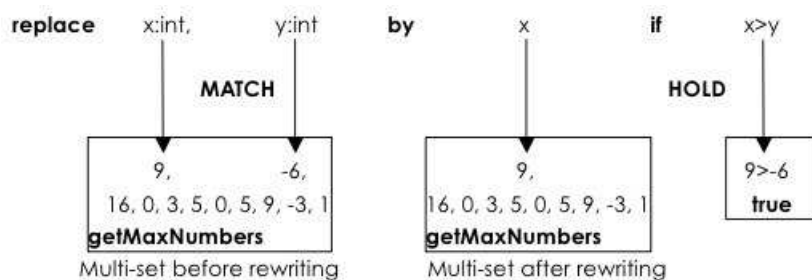 replace x:int, y:int by x if x>y
MATCH HOLD
9, -6, 9, 9>-6
16, 0, 3, 5, 0, 5, 9, -3, 1 16, 0, 3, 5, 0, 5, 9, -3, 1 true
getMaxNumbers getMaxNumbers
Multi-set before rewriting Multi-set after rewriting